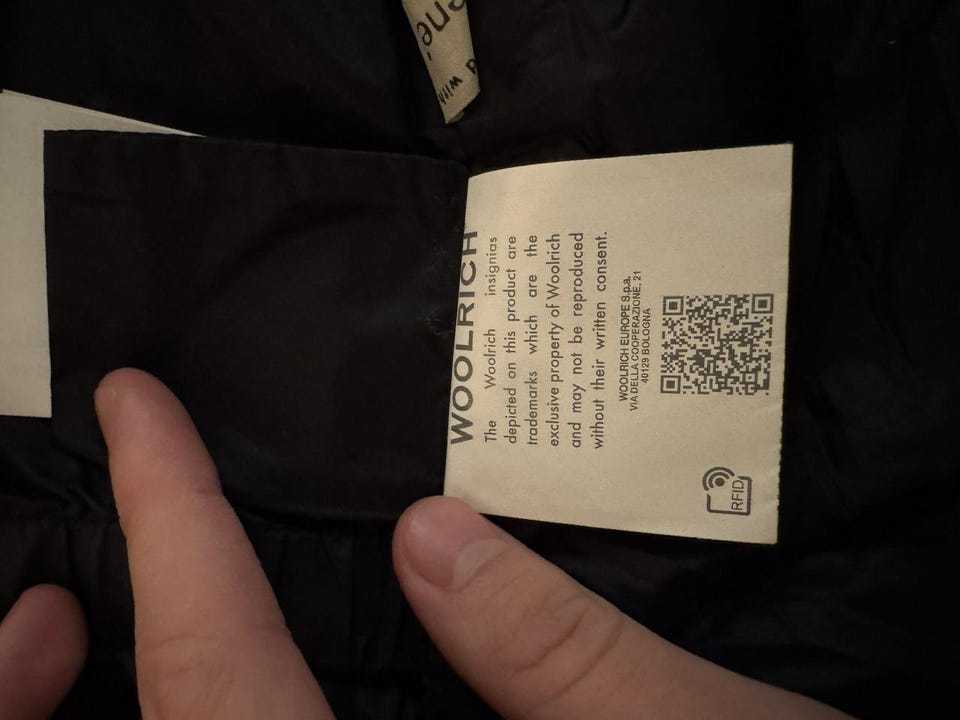 WOOLRICH
The Woolrich insignias
depicted on this product are
trademarks which are the
exclusive property of Woolrich
and may not be reproduced
without their written consent.
WOOLRICH EUROPE S.p.a.
VIA DELLA COOPERAZIONE, 21
40129 BOLOGNA
RFID